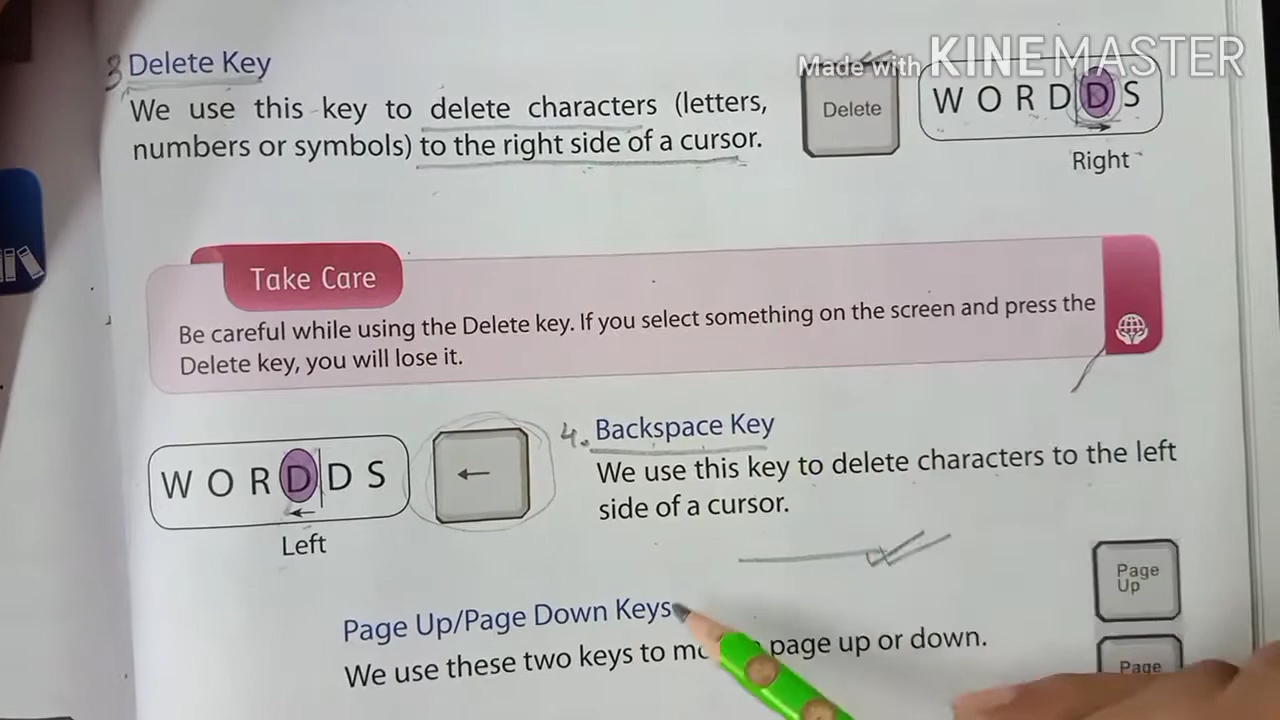 Made with KINEMASTER
3 Delete Key
We use this key to delete characters (letters,
numbers or symbols) to the right side of a cursor.
Delete
W O R D D S
Right
Take Care
Be careful while using the Delete key. If you select something on the screen and press the
Delete key, you will lose it.
W O R D D S
←
Left
4. Backspace Key
We use this key to delete characters to the left
side of a cursor.
Page Up/Page Down Keys
We use these two keys to page up or down.
Page
Up
Page